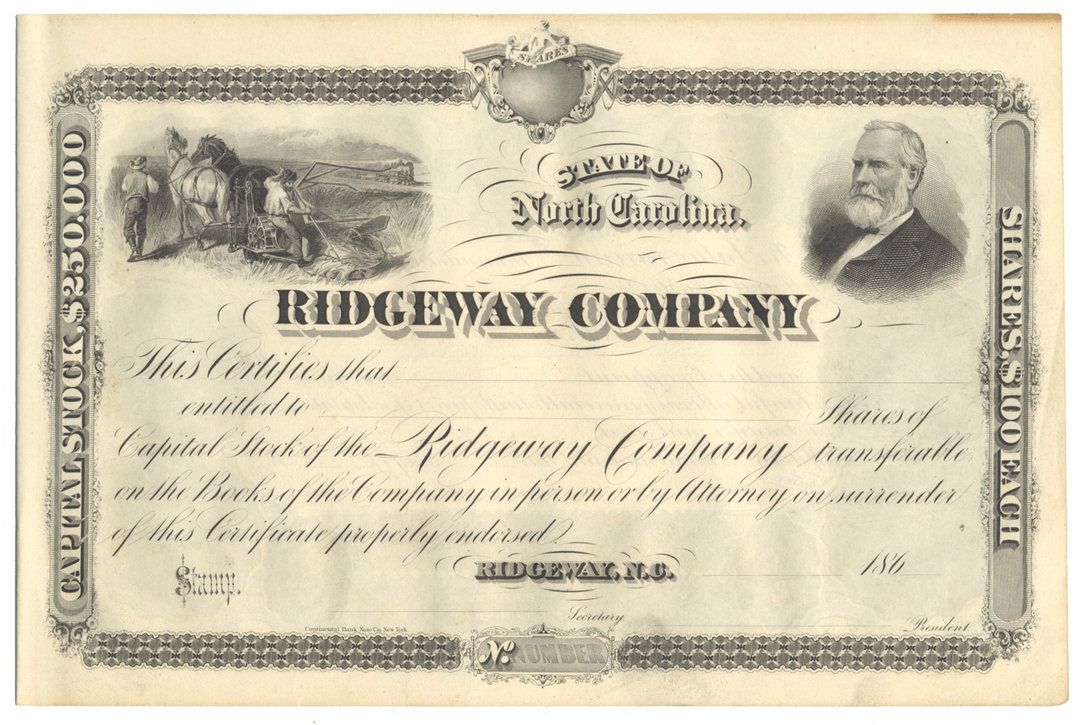 SHARES
STATE OF
North Carolina.
CAPITAL STOCK, $250.000
SHARES, $100 EACH
RIDGEWAY COMPANY
This Certifies that
entitled to Shares of
Capital Stock of the Ridgeway Company transferable
on the Books of the Company in person or by Attorney on surrender
of this Certificate properly endorsed
Stamp.
RIDGEWAY, N.C. 186
Secretary
President
Continental Bank Note Co. New York
No. NUMBER